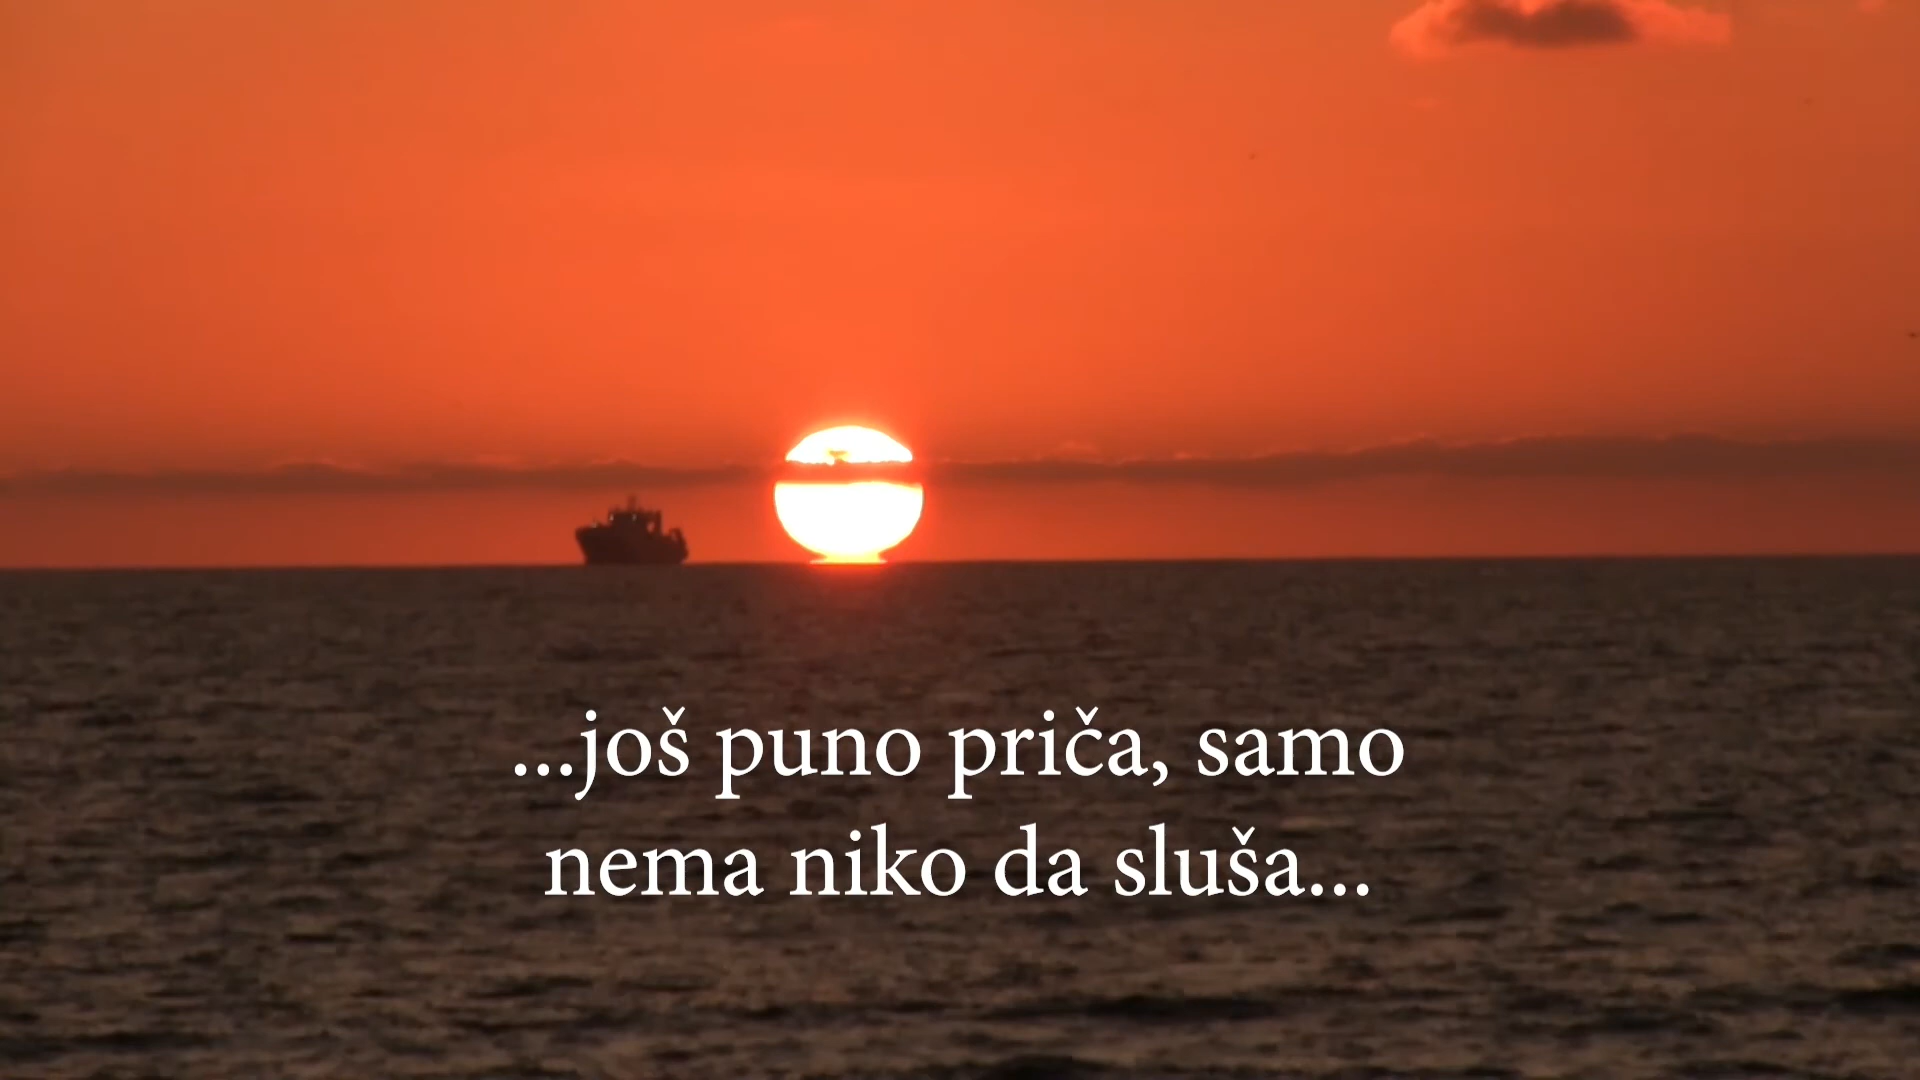 ...još puno priča, samo
nema niko da sluša...